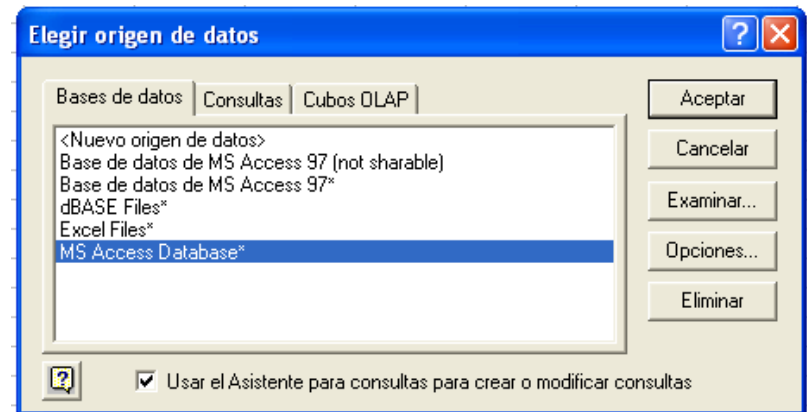 Elegir origen de datos
Bases de datos Consultas Cubos OLAP
<Nuevo origen de datos>
Base de datos de MS Access 97 (not sharable)
Base de datos de MS Access 97*
dBASE Files*
Excel Files*
MS Access Database*
Aceptar
Cancelar
Examinar...
Opciones...
Eliminar
Usar el Asistente para consultas para crear o modificar consultas